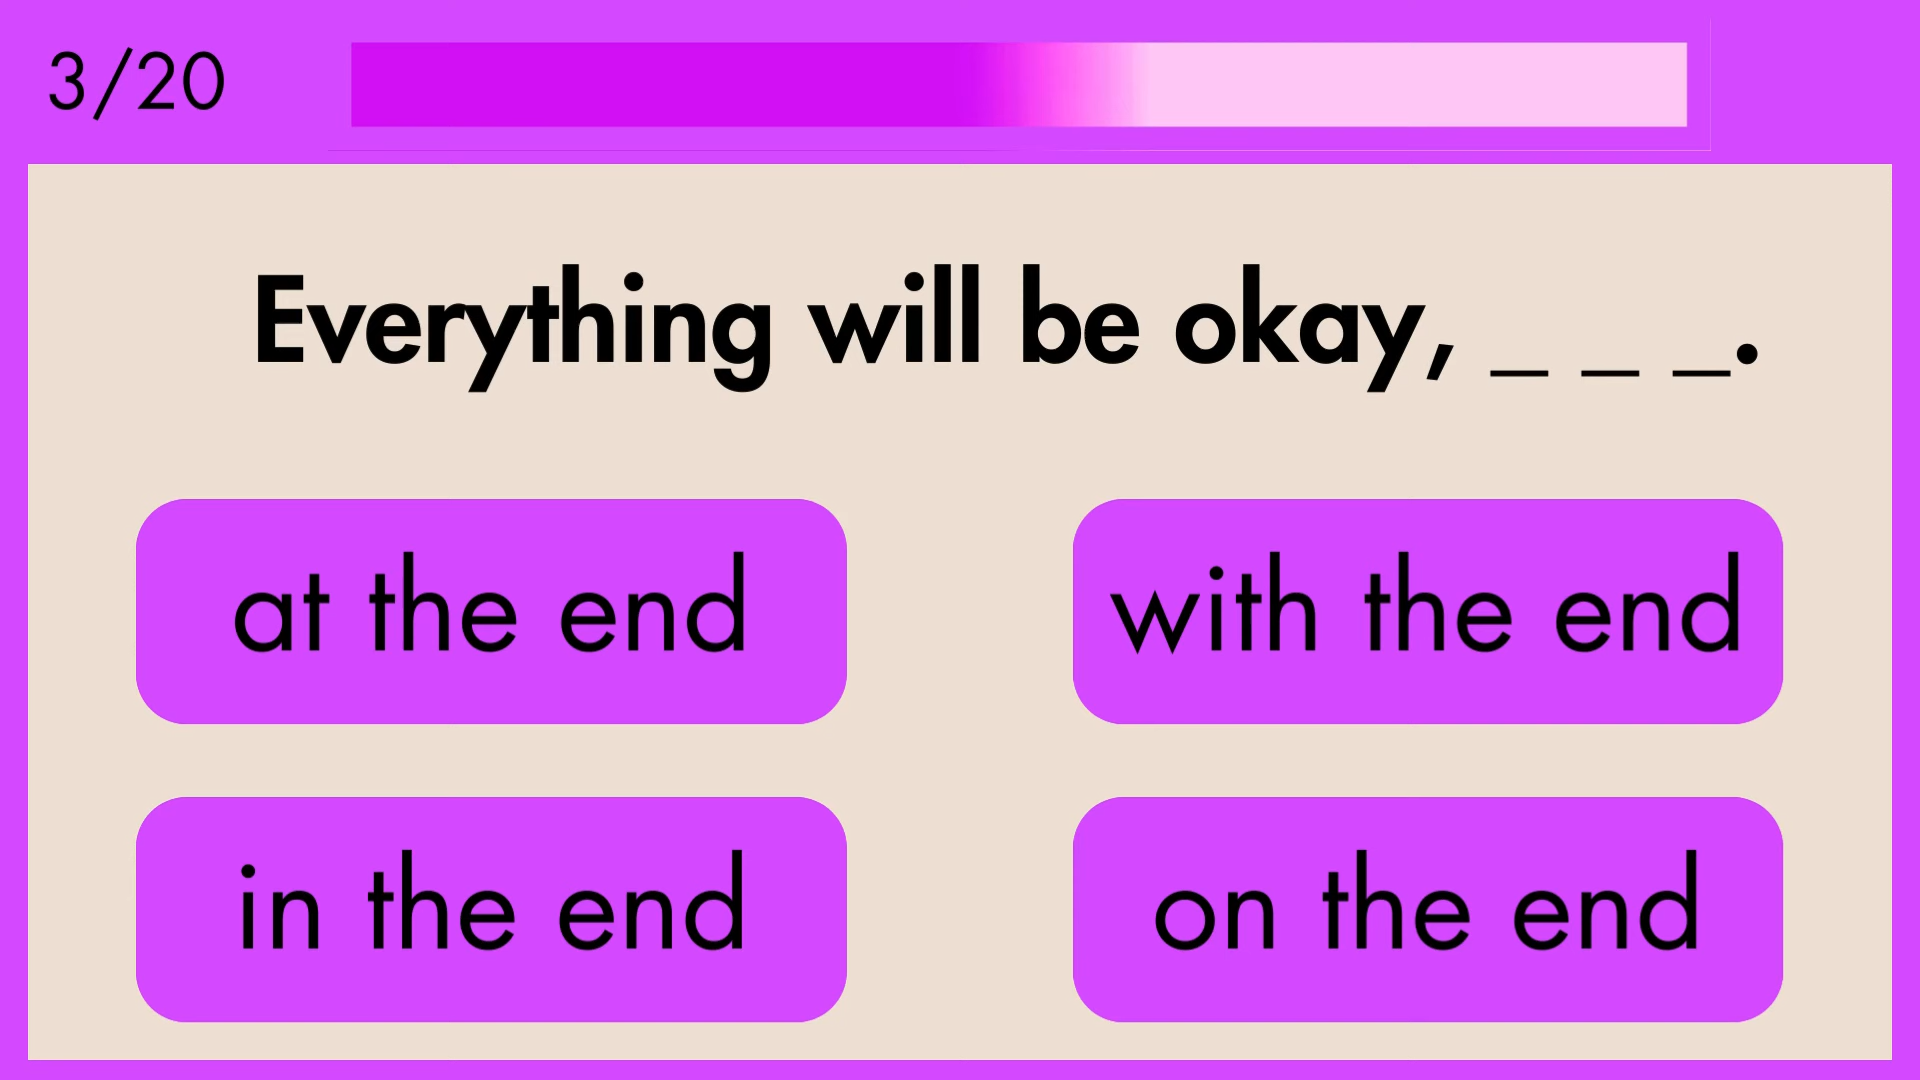 3/20
Everything will be okay, _ _ _.
at the end
with the end
in the end
on the end